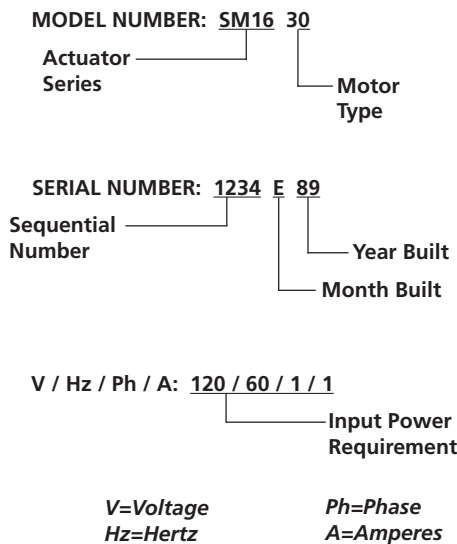 MODEL NUMBER: SM16 30
Actuator
Series
Motor
Type
SERIAL NUMBER: 1234 E 89
Sequential
Number
Year Built
Month Built
V / Hz / Ph / A: 120 / 60 / 1 / 1
Input Power
Requirement
V=Voltage Ph=Phase
Hz=Hertz A=Amperes